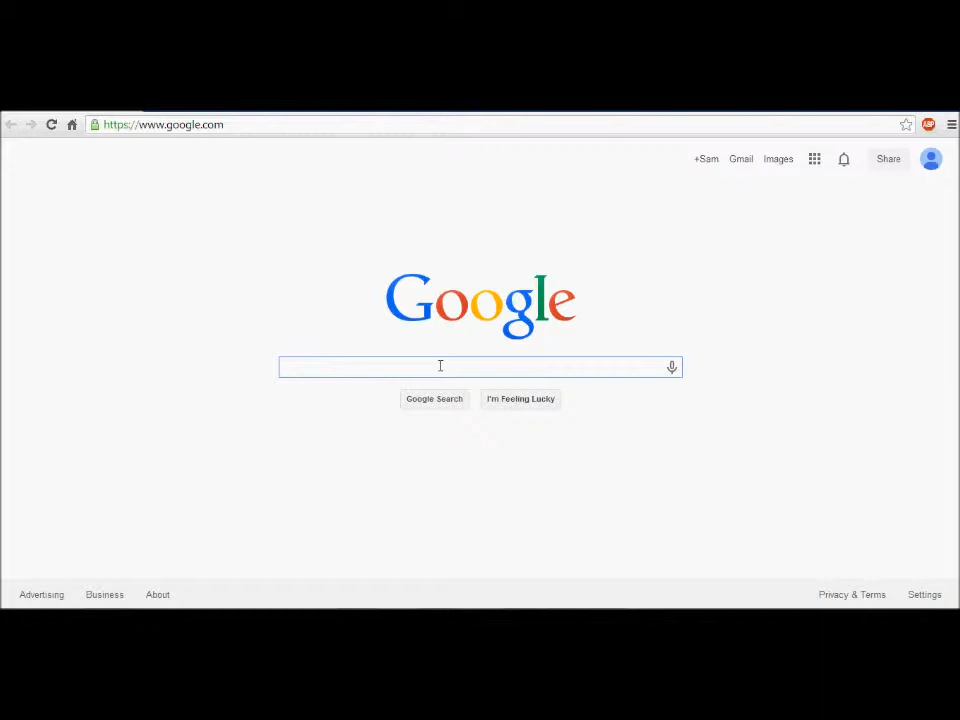 https://www.google.com
ABP
+Sam Gmail Images Share
Google
Google Search I'm Feeling Lucky
Advertising Business About Privacy & Terms Settings